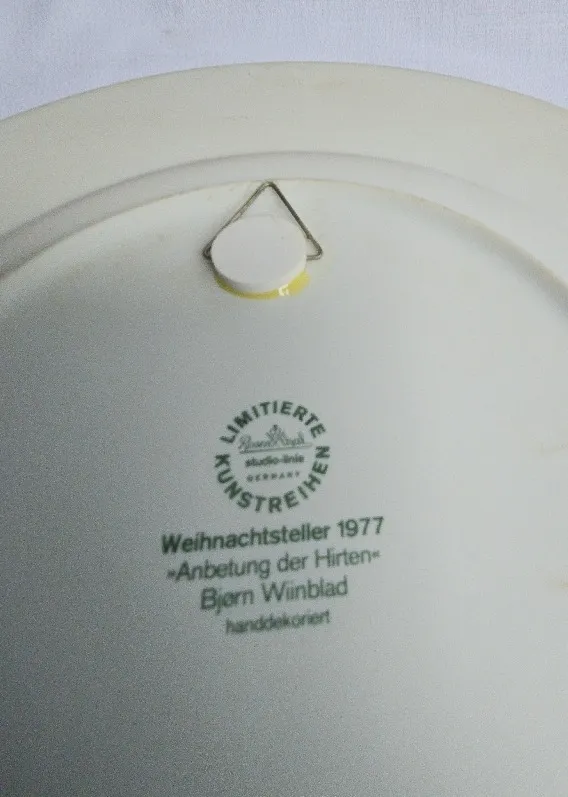 LIMITIERTE
Rosenthal
studio-linie
GERMANY
KUNSTREIHEN
Weihnachtsteller 1977
»Anbetung der Hirten«
Bjørn Wiinblad
handdekoriert